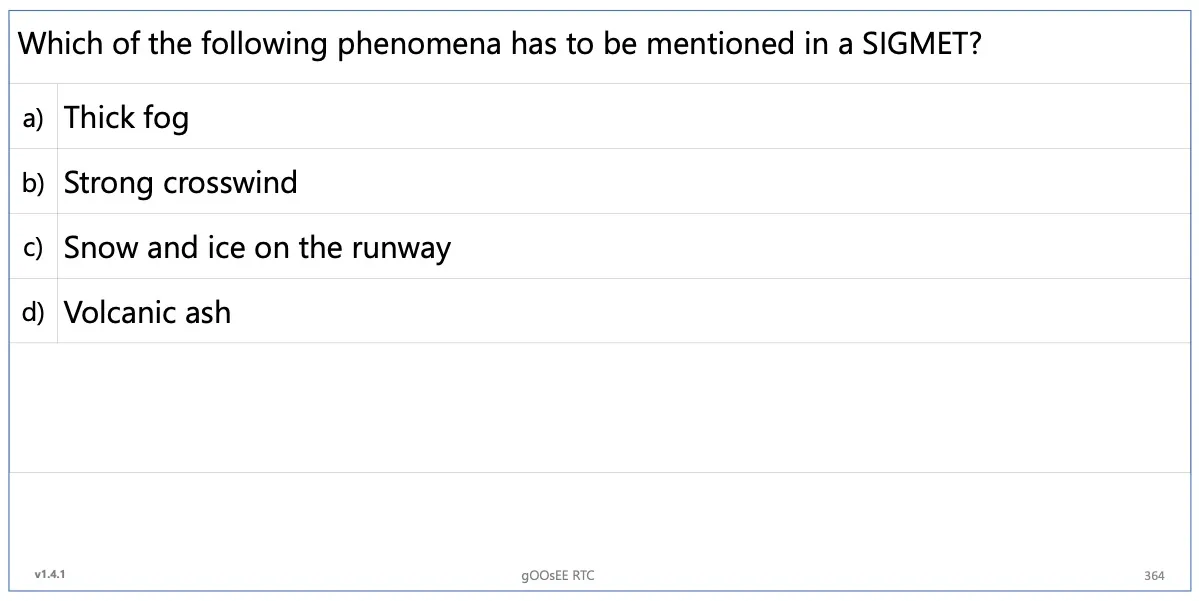 Which of the following phenomena has to be mentioned in a SIGMET?
a) Thick fog
b) Strong crosswind
c) Snow and ice on the runway
d) Volcanic ash
v1.4.1 gOOsEE RTC 364